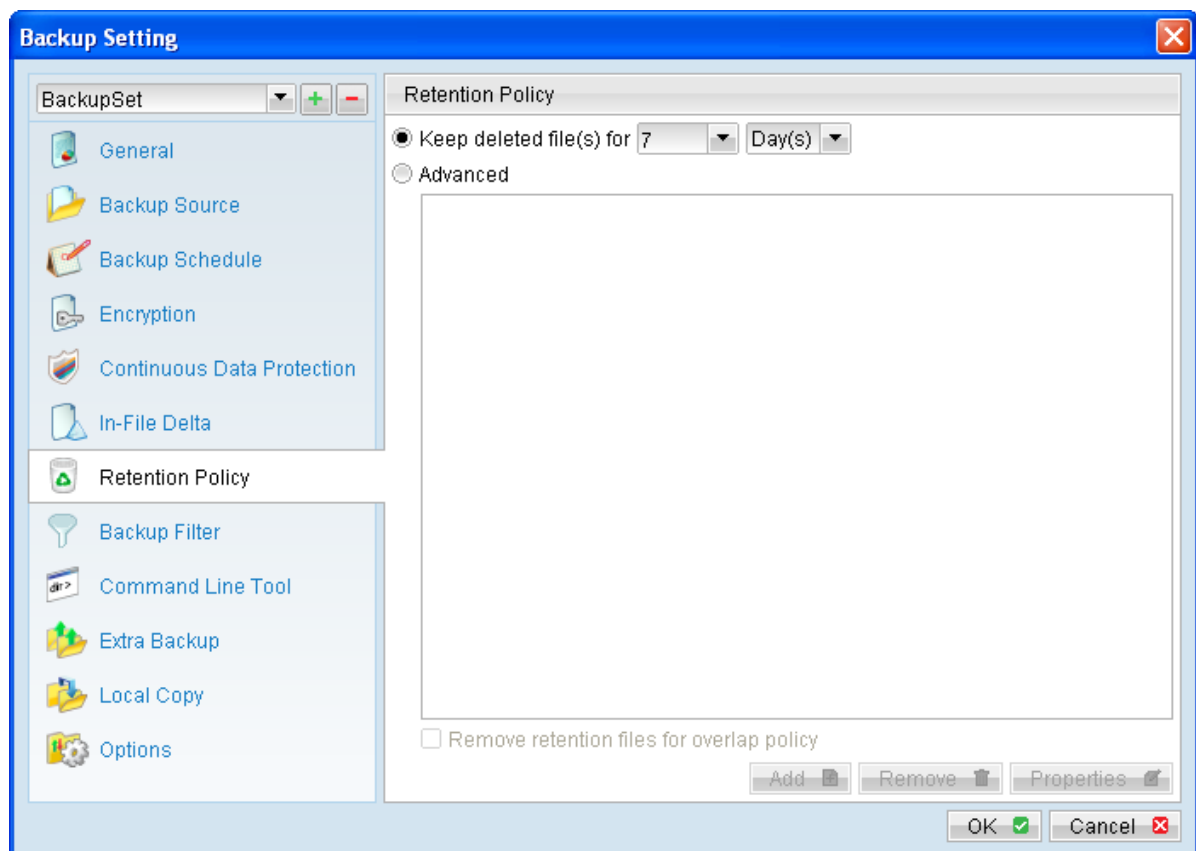 Backup Setting
BackupSet
General
Backup Source
Backup Schedule
Encryption
Continuous Data Protection
In-File Delta
Retention Policy
Backup Filter
dir>
Command Line Tool
Extra Backup
Local Copy
Options
Retention Policy
Keep deleted file(s) for 7 Day(s)
Advanced
Remove retention files for overlap policy
Add Remove Properties
OK Cancel